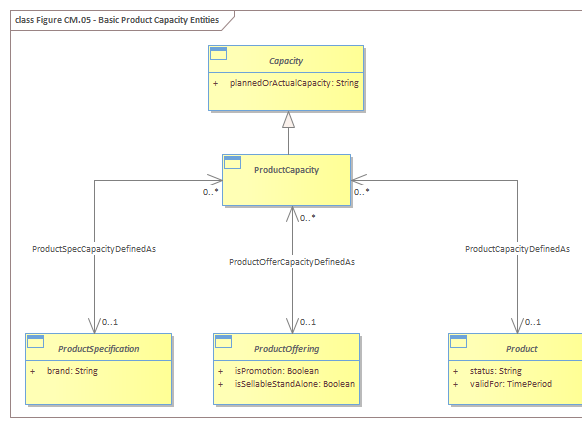 class Figure CM.05 - Basic Product Capacity Entities
Capacity
+ plannedOrActualCapacity: String
ProductCapacity
0..*
0..*
0..*
ProductSpecCapacityDefinedAs
ProductOfferCapacityDefinedAs
ProductCapacityDefinedAs
0..1
0..1
0..1
ProductSpecification
+ brand: String
ProductOffering
+ isPromotion: Boolean
+ isSellableStandAlone: Boolean
Product
+ status: String
+ validFor: TimePeriod